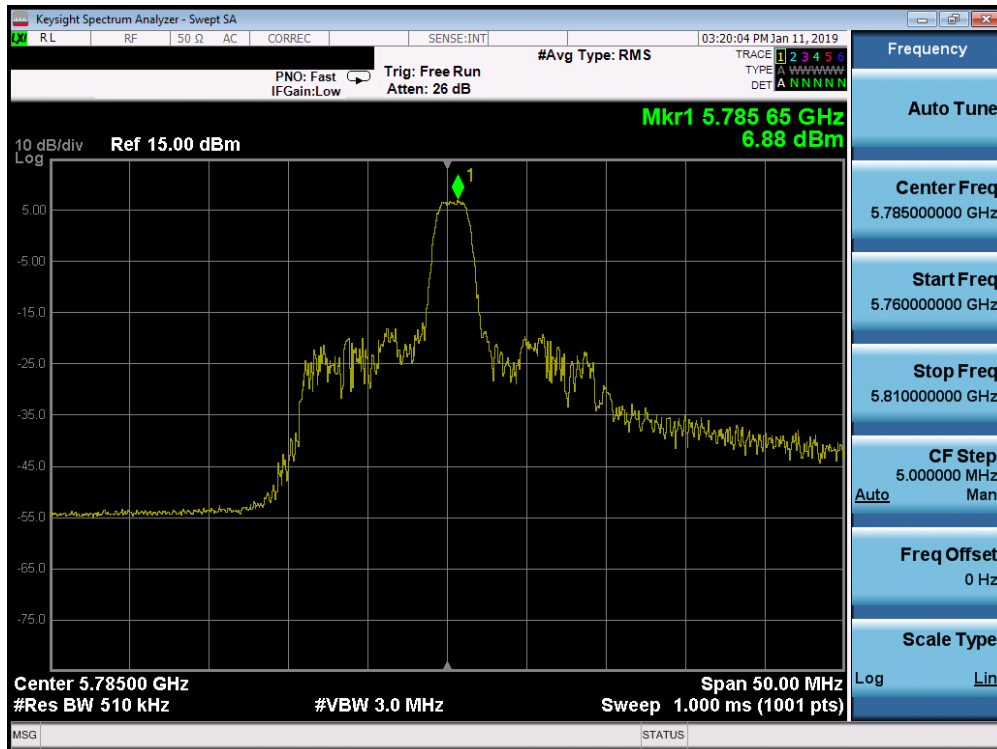 Keysight Spectrum Analyzer - Swept SA
LXI RL RF 50 Ω AC CORREC SENSE:INT 03:20:04 PM Jan 11, 2019
#Avg Type: RMS TRACE 1 2 3 4 5 6
PNO: Fast Trig: Free Run TYPE A WWWWW
IFGain:Low Atten: 26 dB DET A N N N N N
Mkr1 5.785 65 GHz
6.88 dBm
10 dB/div Ref 15.00 dBm
Log
1
5.00
-5.00
-15.0
-25.0
-35.0
-45.0
-55.0
-65.0
-75.0
Center 5.78500 GHz Span 50.00 MHz
#Res BW 510 kHz #VBW 3.0 MHz Sweep 1.000 ms (1001 pts)
MSG STATUS
Frequency
Auto Tune
Center Freq
5.785000000 GHz
Start Freq
5.760000000 GHz
Stop Freq
5.810000000 GHz
CF Step
5.000000 MHz
Auto Man
Freq Offset
0 Hz
Scale Type
Log Lin